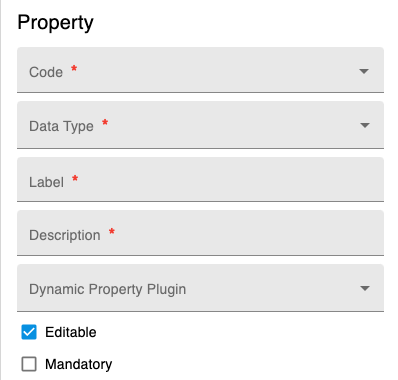 Property
Code *
Data Type *
Label *
Description *
Dynamic Property Plugin
Editable
Mandatory